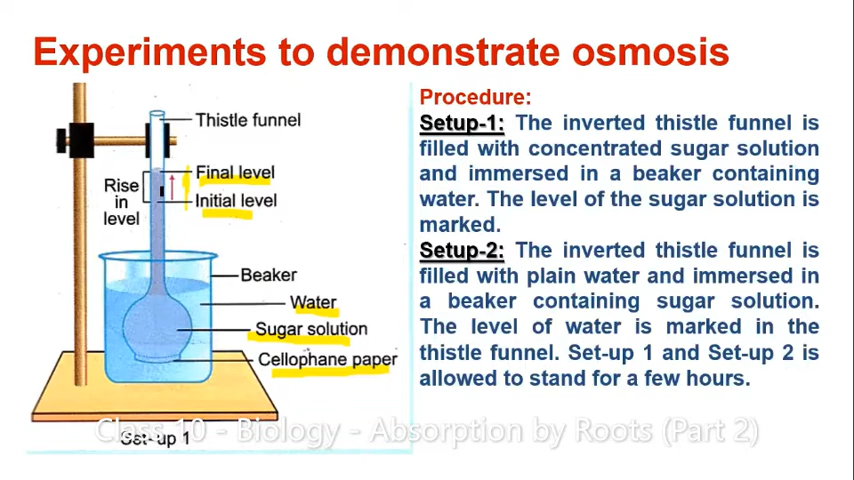 Experiments to demonstrate osmosis
Thistle funnel
Final level
Rise
in
level
Initial level
Beaker
Water
Sugar solution
Cellophane paper
Set-up 1
Procedure:
Setup-1: The inverted thistle funnel is
filled with concentrated sugar solution
and immersed in a beaker containing
water. The level of the sugar solution is
marked.
Setup-2: The inverted thistle funnel is
filled with plain water and immersed in
a beaker containing sugar solution.
The level of water is marked in the
thistle funnel. Set-up 1 and Set-up 2 is
allowed to stand for a few hours.
Class 10 - Biology - Absorption by Roots (Part 2)